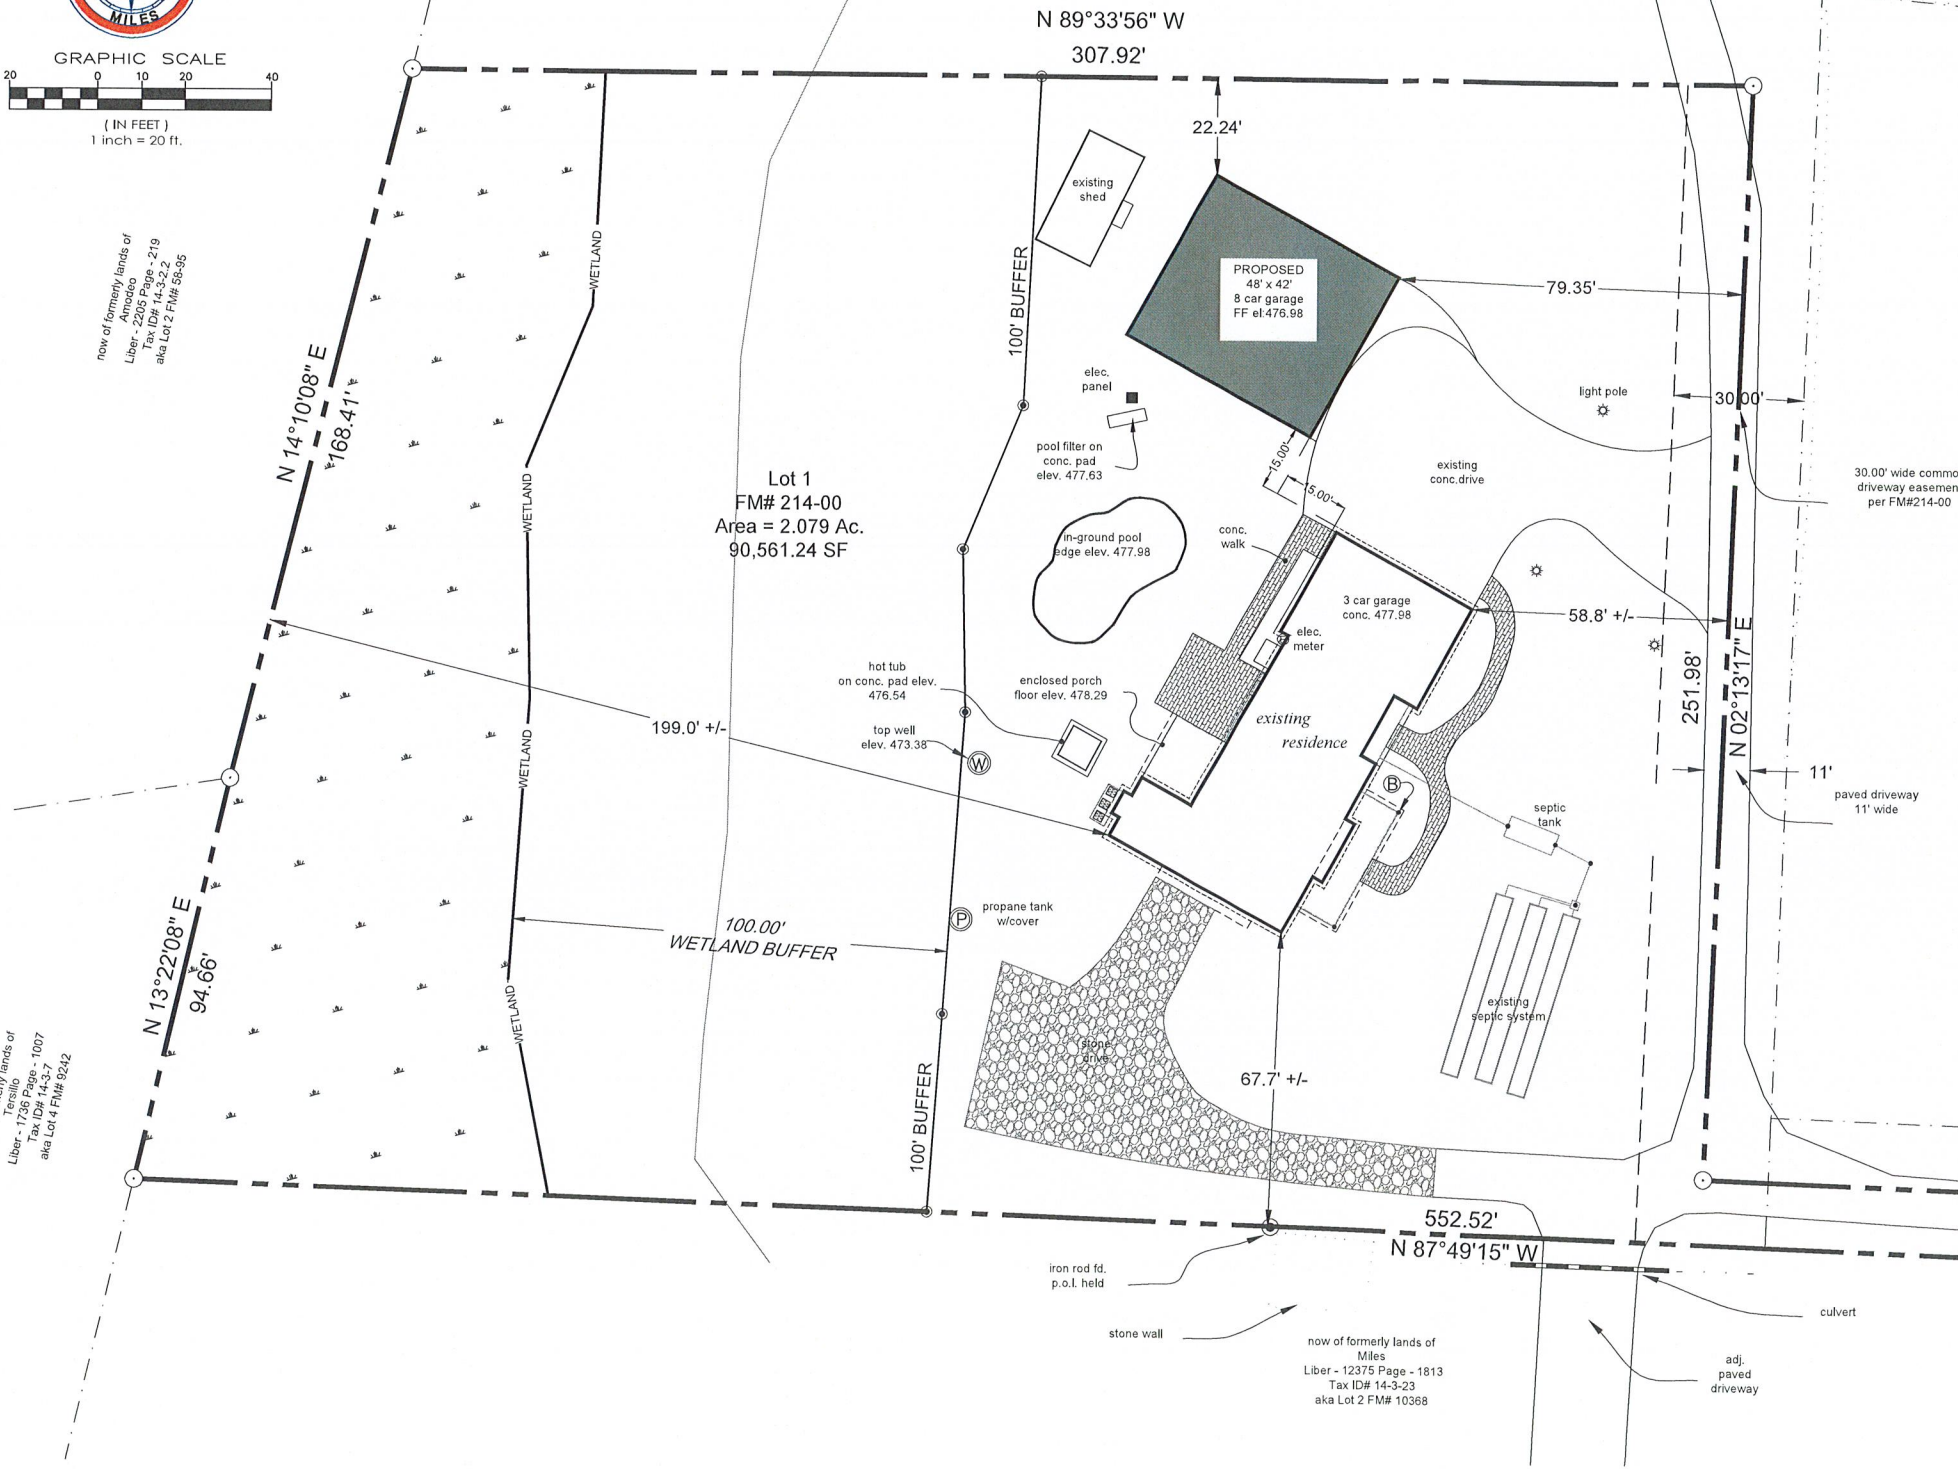 MILES
GRAPHIC SCALE
20 0 10 20 40
( IN FEET )
1 inch = 20 ft.
N 89°33'56" W
307.92'
22.24'
existing
shed
PROPOSED
48' x 42'
8 car garage
FF el:476.98
79.35'
now of formerly lands of
Amodeo
Liber - 2205 Page - 219
Tax ID# 14-3-2.2
aka Lot 2 FM# 58-95
N 14°10'08" E
168.41'
WETLAND
100' BUFFER
elec.
panel
light pole
30.00'
pool filter on
conc. pad
elev. 477.63
15.00'
15.00'
existing
conc.drive
30.00' wide commo
driveway easemen
per FM#214-00
Lot 1
FM# 214-00
Area = 2.079 Ac.
90,561.24 SF
WETLAND
in-ground pool
edge elev. 477.98
conc.
walk
3 car garage
conc. 477.98
58.8' +/-
elec.
meter
251.98'
N 02°13'17" E
hot tub
on conc. pad elev.
476.54
enclosed porch
floor elev. 478.29
199.0' +/-
top well
elev. 473.38
W
existing
residence
WETLAND
B
11'
paved driveway
11' wide
septic
tank
N 13°22'08" E
94.66'
100.00'
WETLAND BUFFER
P
propane tank
w/cover
WETLAND
existing
septic system
stone
drive
67.7' +/-
100' BUFFER
lands of
Tersillo
Liber - 1736 Page - 1007
Tax ID# 14-3-7
aka Lot 4 FM# 9242
552.52'
N 87°49'15" W
iron rod fd.
p.o.l. held
stone wall
culvert
now of formerly lands of
Miles
Liber - 12375 Page - 1813
Tax ID# 14-3-23
aka Lot 2 FM# 10368
adj.
paved
driveway